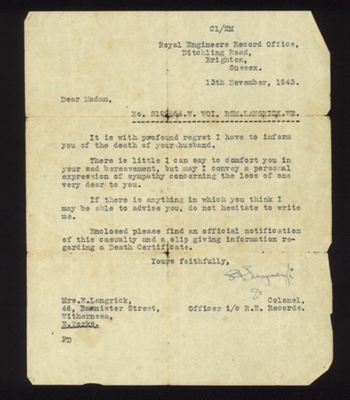 C1/EM
Royal Engineers Record Office,
Ditchling Road,
Brighton,
Sussex.
13th November, 1943.
Dear Madam,
No. W. WOI. LANGRICK.WE.
It is with profound regret I have to inform
you of the death of your husband.
There is little I can say to comfort you in
your sad bereavement, but may I convey a personal
expression of sympathy concerning the loss of one
very dear to you.
If there is anything in which you think I
may be able to advise you, do not hesitate to write
me.
Enclosed please find an official notification
of this casualty and a slip giving information re-
garding a Death Certificate.
Yours faithfully,
Colonel,
Officer i/c R.E. Records.
Mrs.E.Langrick,
46, Bannister Street,
Withernsea,
E.Yorks.
PD